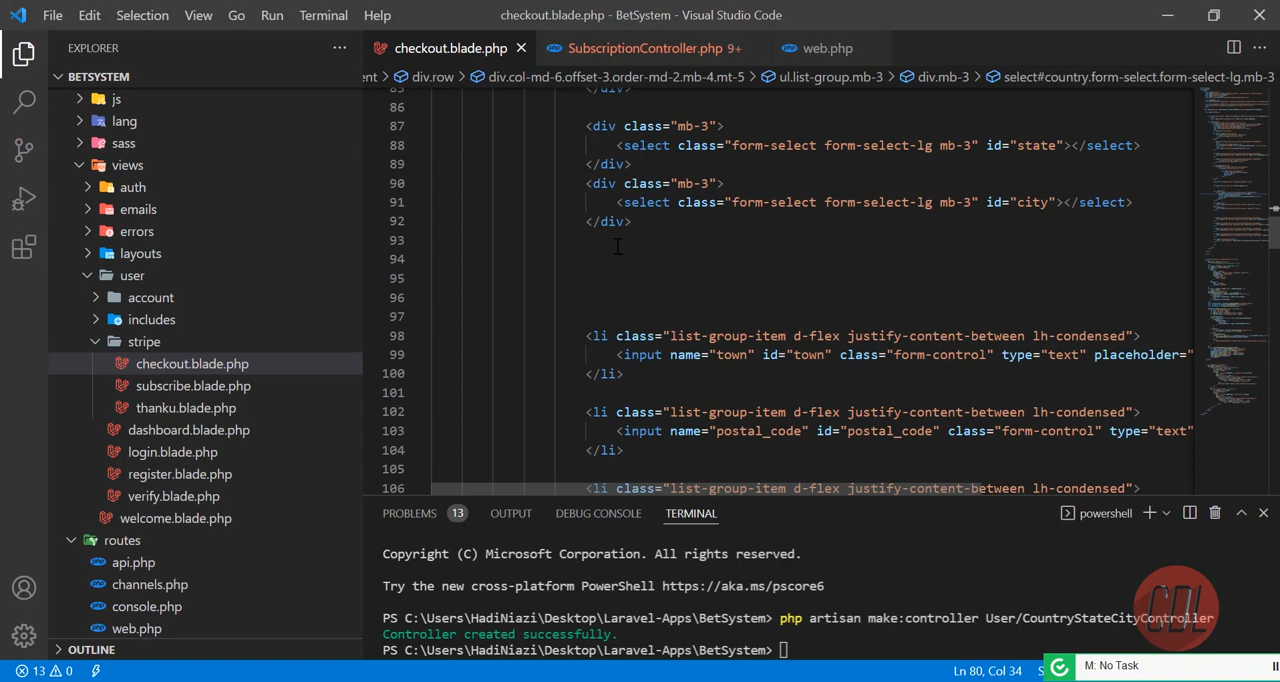 File Edit Selection View Go Run Terminal Help checkout.blade.php - BetSystem - Visual Studio Code
EXPLORER ···
BETSYSTEM
js
lang
sass
views
auth
emails
errors
layouts
user
account
includes
stripe
checkout.blade.php
subscribe.blade.php
thanku.blade.php
dashboard.blade.php
login.blade.php
register.blade.php
verify.blade.php
welcome.blade.php
routes
api.php
channels.php
console.php
web.php
OUTLINE
checkout.blade.php SubscriptionController.php 9+ web.php
ent > div.row > div.col-md-6.offset-3.order-md-2.mb-4.mt-5 > ul.list-group.mb-3 > div.mb-3 > select#country.form-select.form-select-lg.mb-3
85 </div>
86
87 <div class="mb-3">
88 <select class="form-select form-select-lg mb-3" id="state"></select>
89 </div>
90 <div class="mb-3">
91 <select class="form-select form-select-lg mb-3" id="city"></select>
92 </div>
93
94
95
96
97
98 <li class="list-group-item d-flex justify-content-between lh-condensed">
99 <input name="town" id="town" class="form-control" type="text" placeholder="
100 </li>
101
102 <li class="list-group-item d-flex justify-content-between lh-condensed">
103 <input name="postal_code" id="postal_code" class="form-control" type="text"
104 </li>
105
106 <li class="list-group-item d-flex justify-content-between lh-condensed">
PROBLEMS 13 OUTPUT DEBUG CONSOLE TERMINAL powershell
Copyright (C) Microsoft Corporation. All rights reserved.
Try the new cross-platform PowerShell https://aka.ms/pscore6
PS C:\Users\HadiNiazi\Desktop\Laravel-Apps\BetSystem> php artisan make:controller User/CountryStateCityController
Controller created successfully.
PS C:\Users\HadiNiazi\Desktop\Laravel-Apps\BetSystem>
CDL
13 0 Ln 80, Col 34
M: No Task